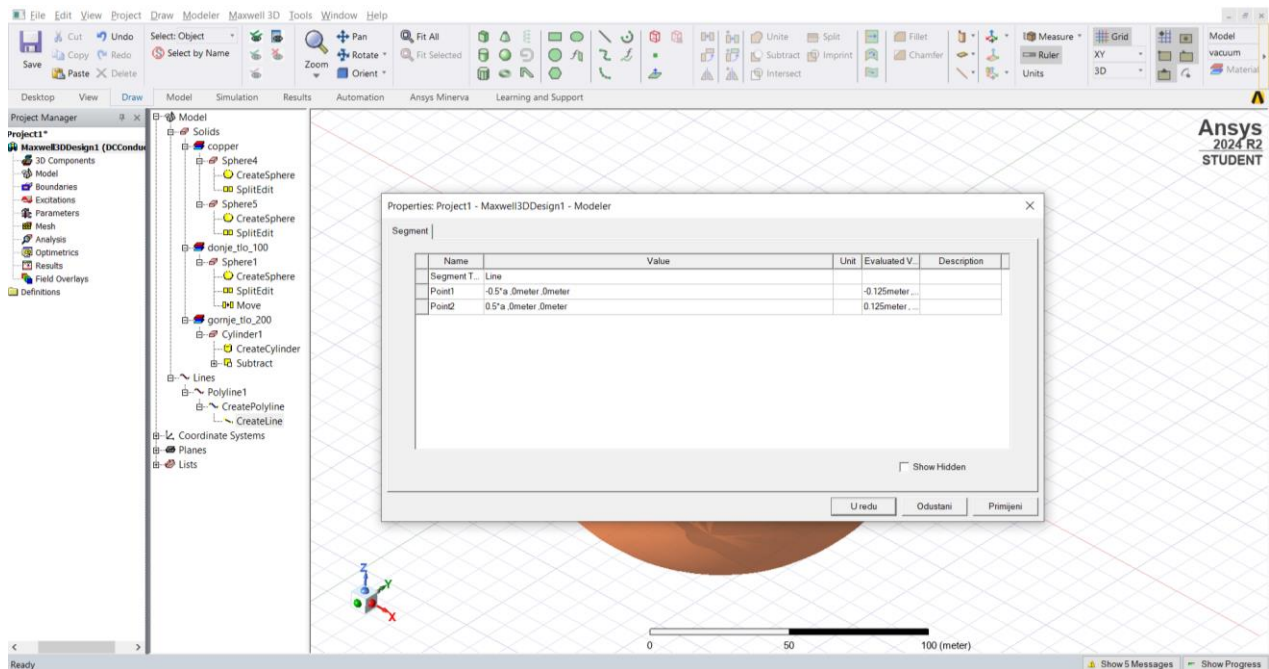 File Edit View Project Draw Modeler Maxwell 3D Tools Window Help
Save
Cut Undo
Copy Redo
Paste Delete
Select: Object
Select by Name
Zoom
Pan
Rotate
Orient
Fit All
Fit Selected
Unite Split
Subtract Imprint
Intersect
Fillet
Chamfer
Measure
Ruler
Units
Grid
XY
3D
Model
vacuum
Material
Desktop View Draw Model Simulation Results Automation Ansys Minerva Learning and Support
Project Manager
Project1*
Maxwell3DDesign1 (DCCondu
3D Components
Model
Boundaries
Excitations
Parameters
Mesh
Analysis
Optimetrics
Results
Field Overlays
Definitions
Model
Solids
copper
Sphere4
CreateSphere
SplitEdit
Sphere5
CreateSphere
SplitEdit
donje_tlo_100
Sphere1
CreateSphere
SplitEdit
Move
gornje_tlo_200
Cylinder1
CreateCylinder
Subtract
Lines
Polyline1
CreatePolyline
CreateLine
Coordinate Systems
Planes
Lists
Ansys
2024 R2
STUDENT
Properties: Project1 - Maxwell3DDesign1 - Modeler
Segment
Name Value Unit Evaluated V... Description
Segment T... Line
Point1 -0.5*a ,0meter ,0meter -0.125meter ,...
Point2 0.5*a ,0meter ,0meter 0.125meter ,...
Show Hidden
U redu Odustani Primijeni
Z
Y
X
0 50 100 (meter)
Ready
Show 5 Messages Show Progress